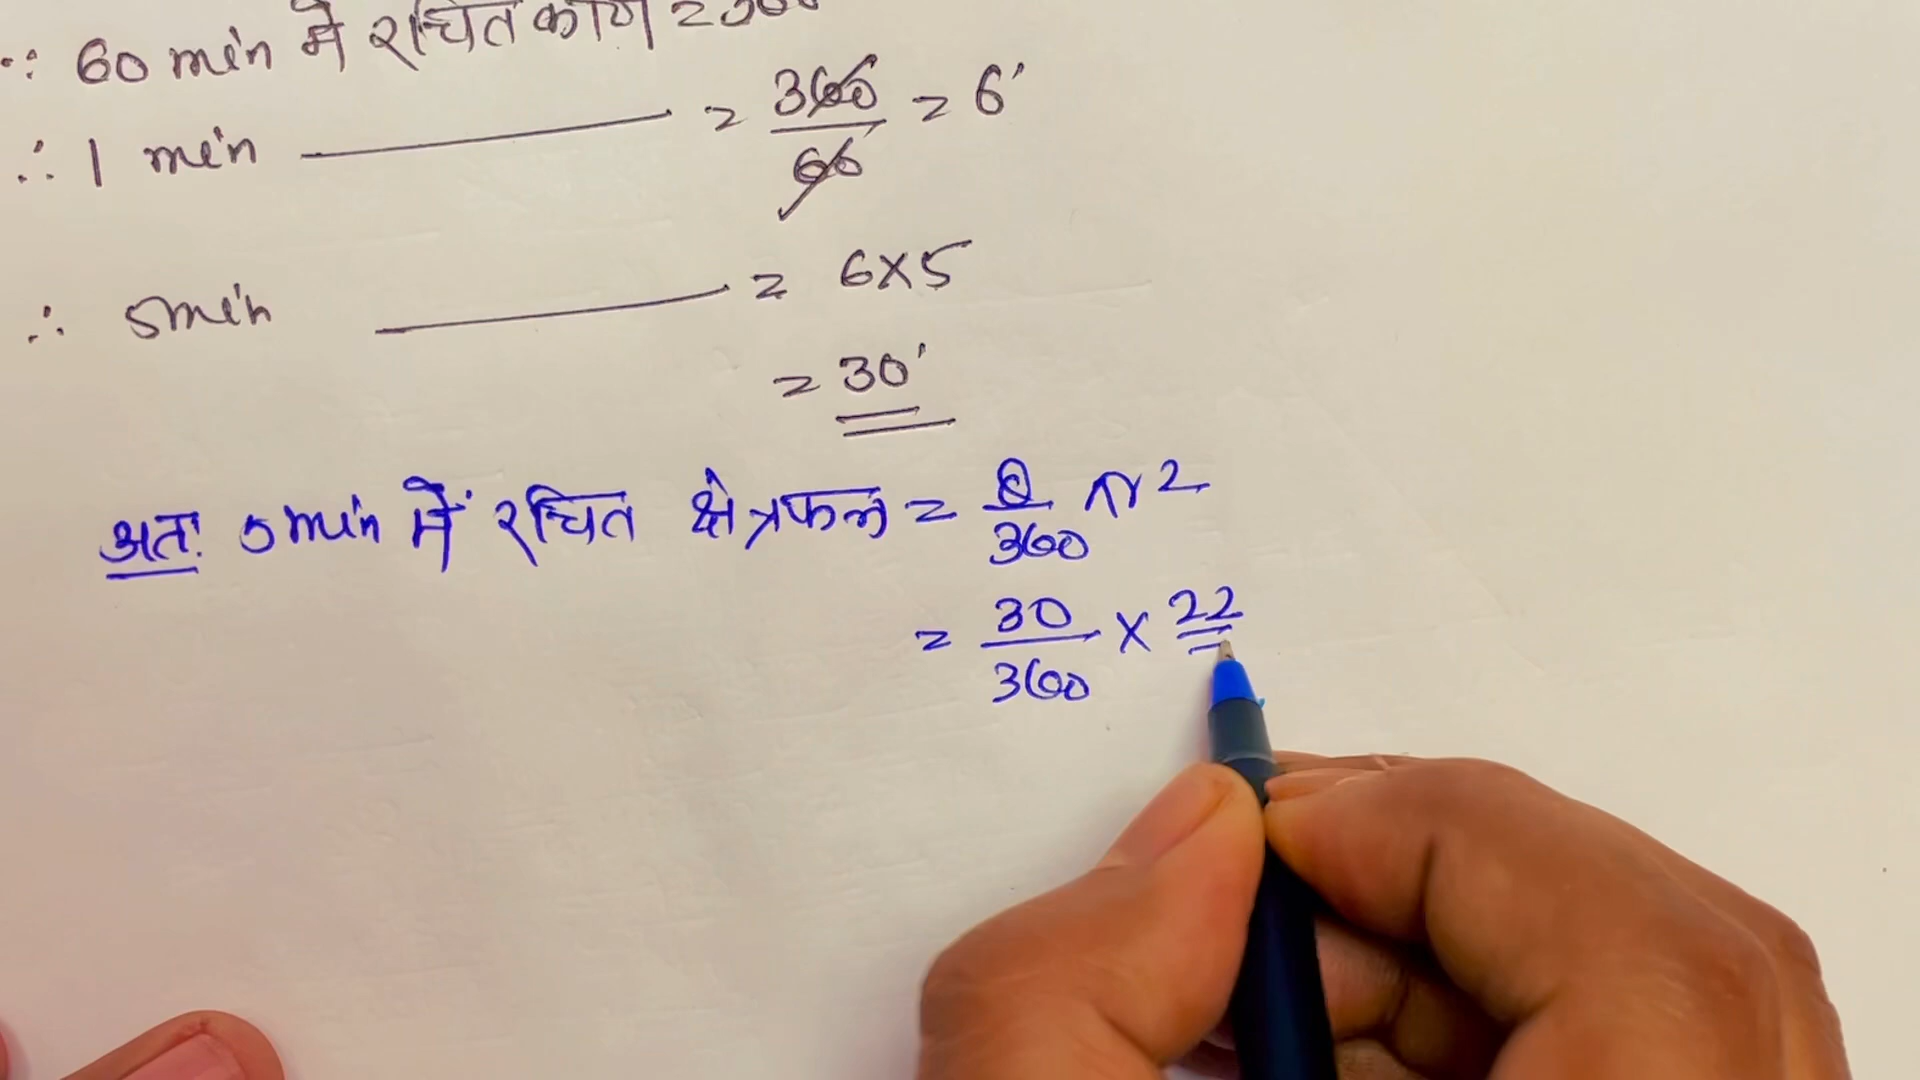 ∵ 60 min में रचित कोण = 360
∴ 1 min ——— = 360/60 = 6°
∴ 5 min ——— = 6×5
= 30°
अतः 5 min में रचित क्षेत्रफल = θ/360 πr²
= 30/360 × 22